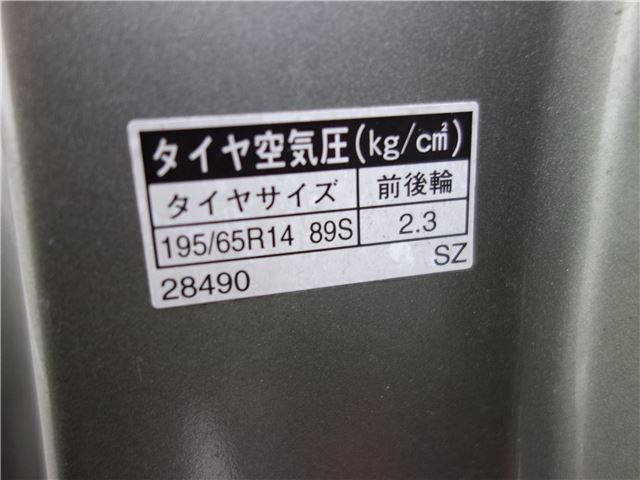 タイヤ空気圧(kg/c㎡)
タイヤサイズ 前後輪
195/65R14 89S 2.3
28490 SZ